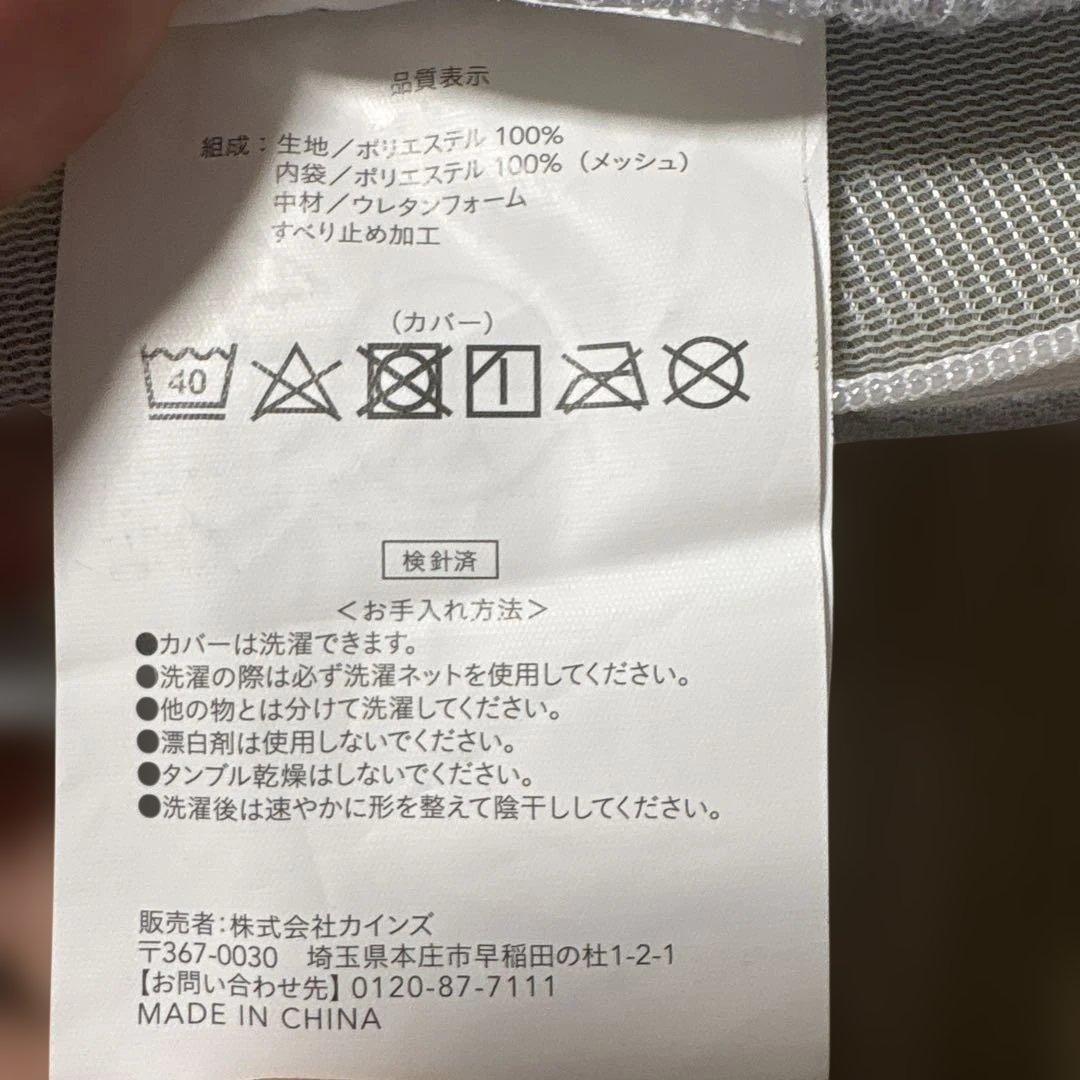 品質表示
組成：生地／ポリエステル 100%
内袋／ポリエステル 100%（メッシュ）
中材／ウレタンフォーム
すべり止め加工
（カバー）
40
検針済
＜お手入れ方法＞
●カバーは洗濯できます。
●洗濯の際は必ず洗濯ネットを使用してください。
●他の物とは分けて洗濯してください。
●漂白剤は使用しないでください。
●タンブル乾燥はしないでください。
●洗濯後は速やかに形を整えて陰干ししてください。
販売者：株式会社カインズ
〒367-0030　埼玉県本庄市早稲田の杜1-2-1
【お問い合わせ先】0120-87-7111
MADE IN CHINA